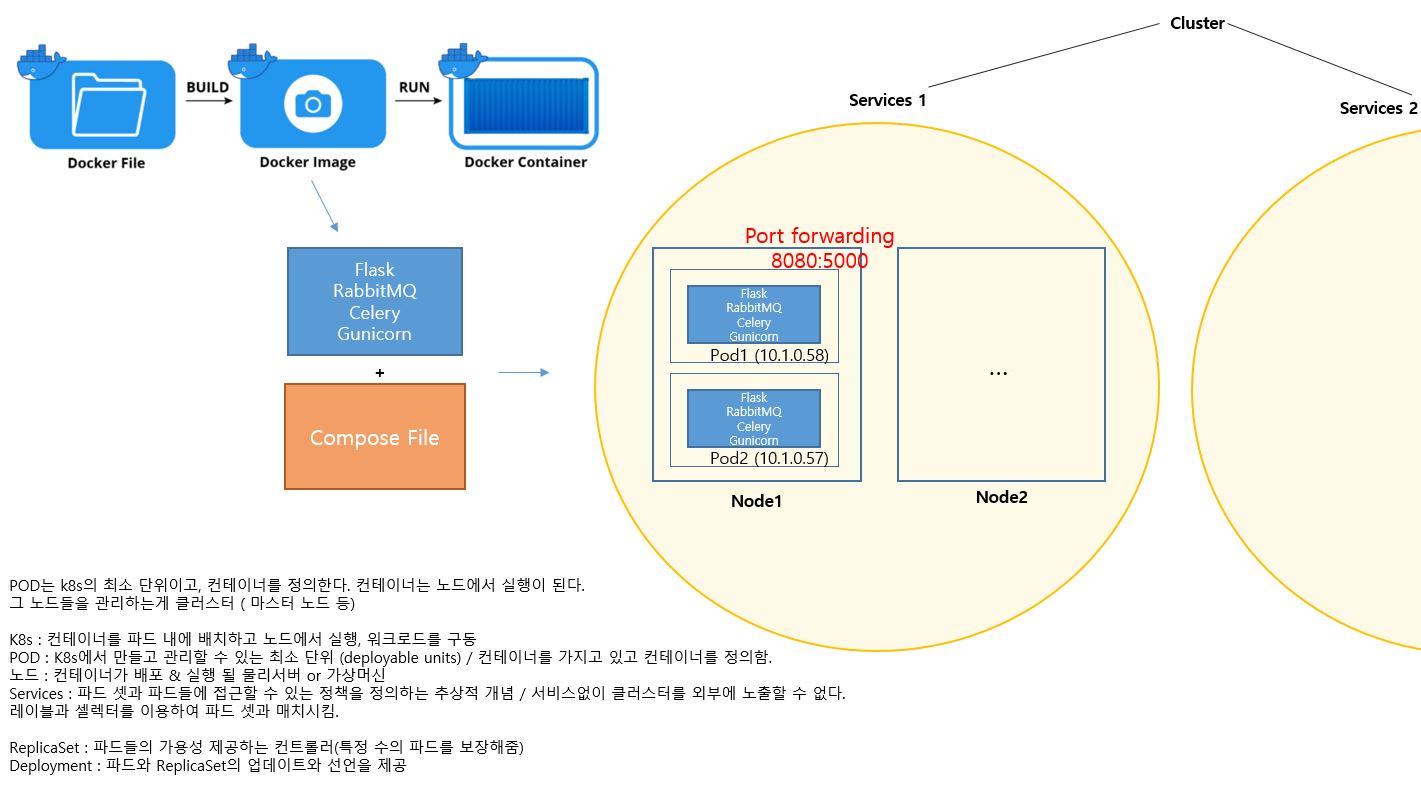 Cluster
Services 1
Services 2
BUILD
RUN
Docker File
Docker Image
Docker Container
Flask
RabbitMQ
Celery
Gunicorn
+
Compose File
Port forwarding
8080:5000
Flask
RabbitMQ
Celery
Gunicorn
Pod1 (10.1.0.58)
Flask
RabbitMQ
Celery
Gunicorn
Pod2 (10.1.0.57)
Node1
...
Node2
POD는 k8s의 최소 단위이고, 컨테이너를 정의한다. 컨테이너는 노드에서 실행이 된다.
그 노드들을 관리하는게 클러스터 ( 마스터 노드 등)
K8s : 컨테이너를 파드 내에 배치하고 노드에서 실행, 워크로드를 구동
POD : K8s에서 만들고 관리할 수 있는 최소 단위 (deployable units) / 컨테이너를 가지고 있고 컨테이너를 정의함.
노드 : 컨테이너가 배포 & 실행 될 물리서버 or 가상머신
Services : 파드 셋과 파드들에 접근할 수 있는 정책을 정의하는 추상적 개념 / 서비스없이 클러스터를 외부에 노출할 수 없다.
레이블과 셀렉터를 이용하여 파드 셋과 매치시킴.
ReplicaSet : 파드들의 가용성 제공하는 컨트롤러(특정 수의 파드를 보장해줌)
Deployment : 파드와 ReplicaSet의 업데이트와 선언을 제공